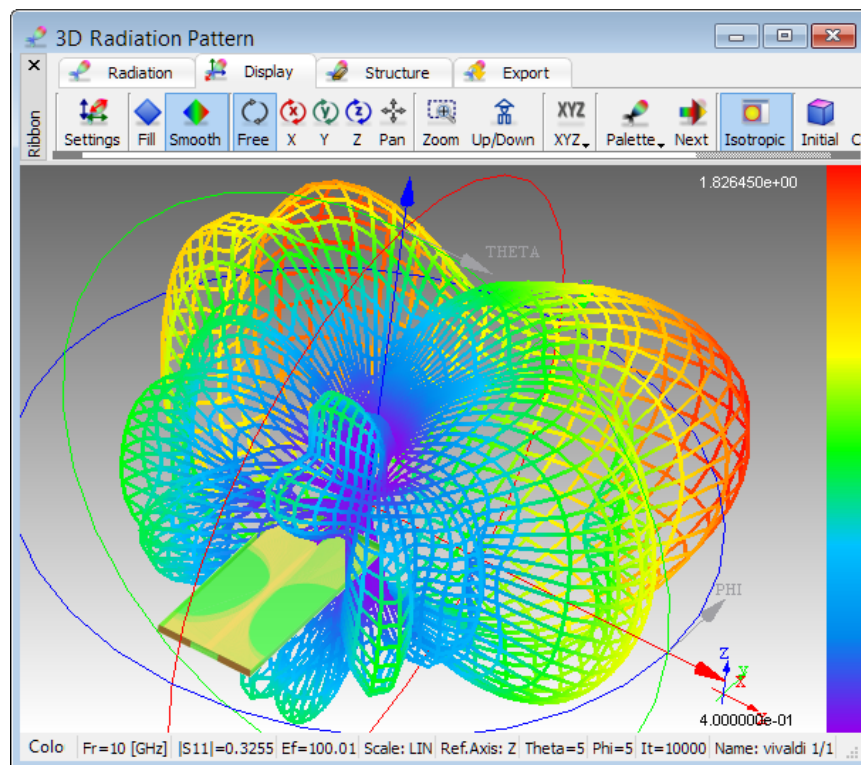 3D Radiation Pattern
Radiation Display Structure Export
Ribbon
XYZ
Settings Fill Smooth Free X Y Z Pan Zoom Up/Down XYZ Palette Next Isotropic Initial
1.826450e+00
THETA
PHI
Z
Y
X
4.000000e-01
Colo Fr=10 [GHz] |S11|=0.3255 Ef=100.01 Scale: LIN Ref.Axis: Z Theta=5 Phi=5 It=10000 Name: vivaldi 1/1